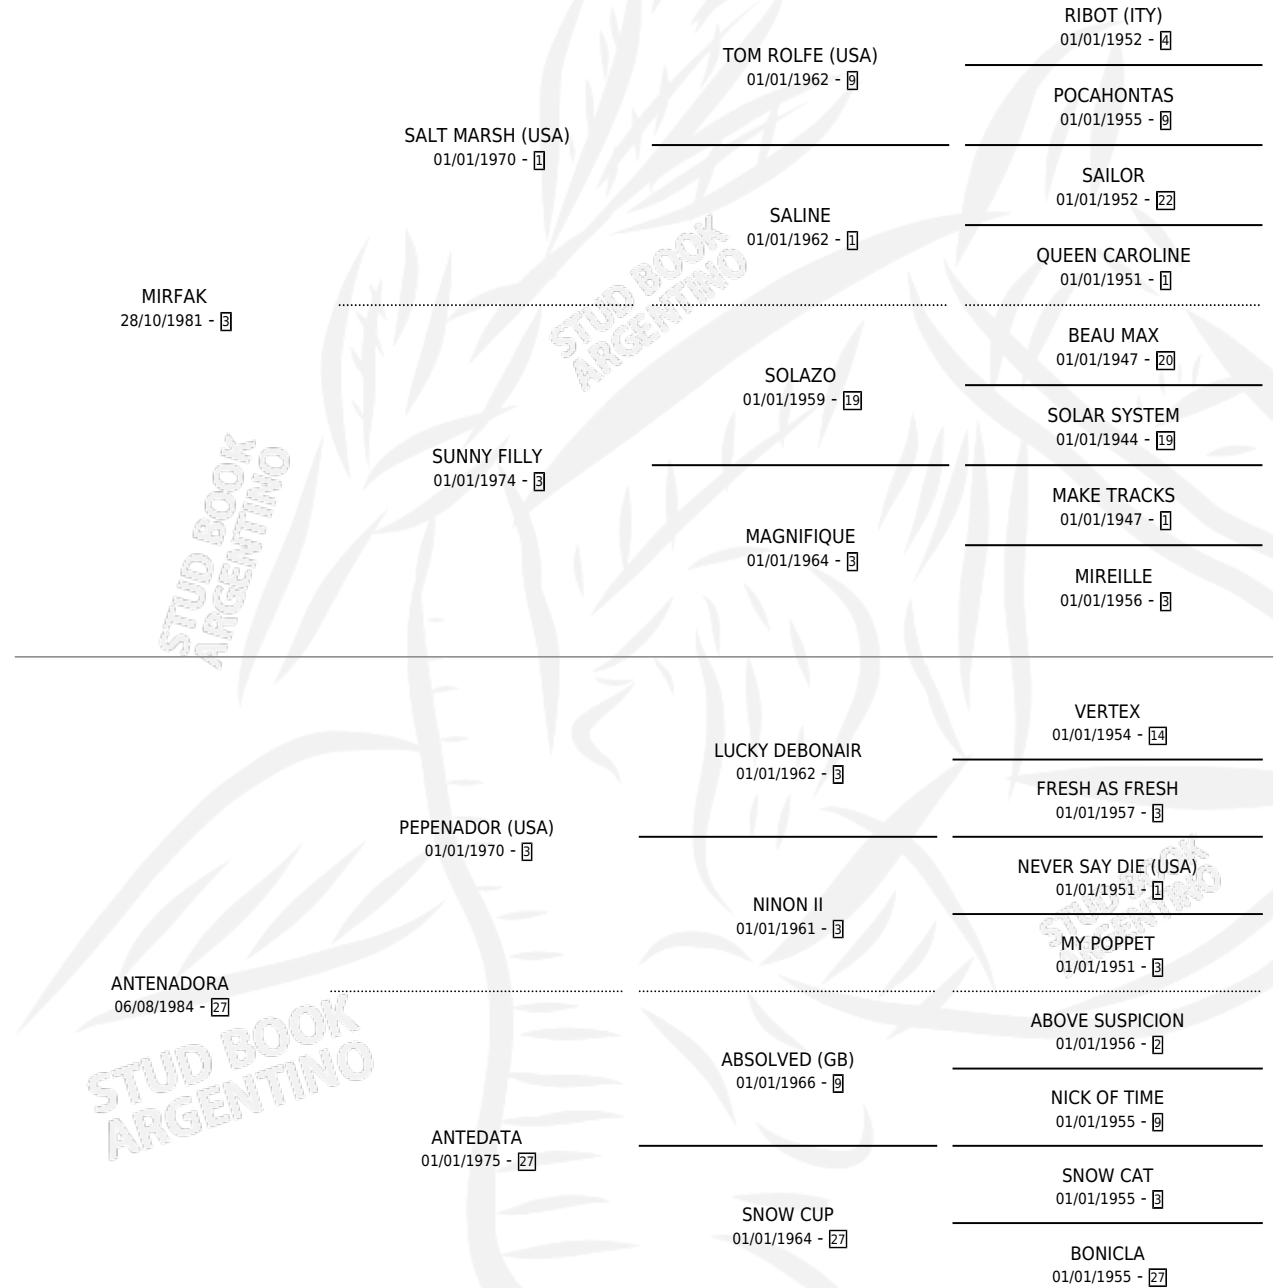 RIBOT (ITY)
01/01/1952 - 4
TOM ROLFE (USA)
01/01/1962 - 9
POCAHONTAS
01/01/1955 - 9
SALT MARSH (USA)
01/01/1970 - 1
SAILOR
01/01/1952 - 22
SALINE
01/01/1962 - 1
QUEEN CAROLINE
01/01/1951 - 1
MIRFAK
28/10/1981 - 3
STUD BOOK
ARGENTINO
BEAU MAX
01/01/1947 - 20
SOLAZO
01/01/1959 - 19
SOLAR SYSTEM
01/01/1944 - 19
SUNNY FILLY
01/01/1974 - 3
MAKE TRACKS
01/01/1947 - 1
MAGNIFIQUE
01/01/1964 - 3
MIREILLE
01/01/1956 - 3
STUD BOOK
ARGENTINO
VERTEX
01/01/1954 - 14
LUCKY DEBONAIR
01/01/1962 - 3
FRESH AS FRESH
01/01/1957 - 3
PEPENADOR (USA)
01/01/1970 - 3
NEVER SAY DIE (USA)
01/01/1951 - 1
NINON II
01/01/1961 - 3
MY POPPET
01/01/1951 - 3
STUD BOOK
ARGENTINO
ANTENADORA
06/08/1984 - 27
ABOVE SUSPICION
01/01/1956 - 2
ABSOLVED (GB)
01/01/1966 - 9
NICK OF TIME
01/01/1955 - 9
STUD BOOK
ARGENTINO
ANTEDATA
01/01/1975 - 27
SNOW CAT
01/01/1955 - 3
SNOW CUP
01/01/1964 - 27
BONICLA
01/01/1955 - 27